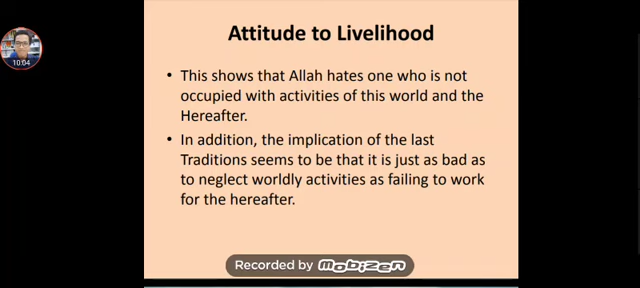 Attitude to Livelihood
10:04
• This shows that Allah hates one who is not
occupied with activities of this world and the
Hereafter.
• In addition, the implication of the last
Traditions seems to be that it is just as bad as
to neglect worldly activities as failing to work
for the hereafter.
Recorded by mobizen